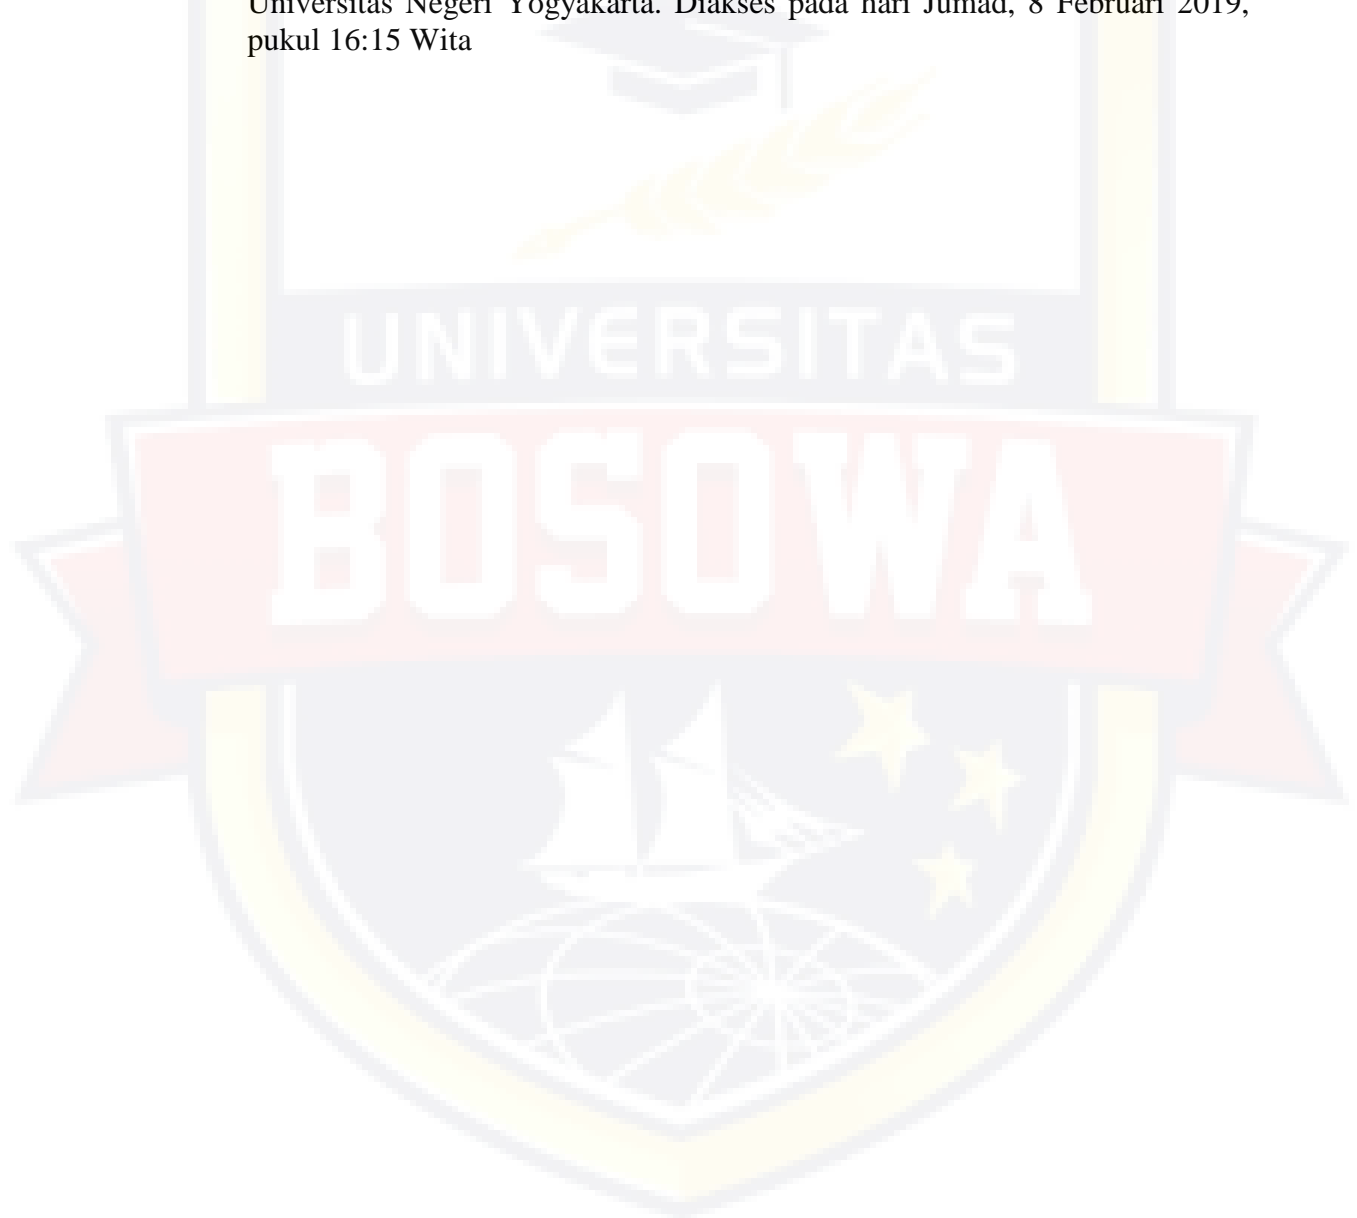 Universitas Negeri Yogyakarta. Diakses pada hari Jumad, 8 Februari 2019,
pukul 16:15 Wita
UNIVERSITAS
BOSOWA